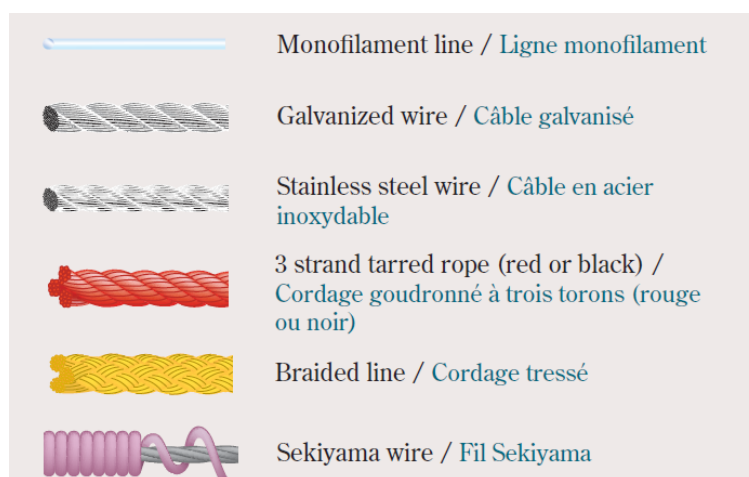 Monofilament line / Ligne monofilament
Galvanized wire / Câble galvanisé
Stainless steel wire / Câble en acier
inoxydable
3 strand tarred rope (red or black) /
Cordage goudronné à trois torons (rouge
ou noir)
Braided line / Cordage tressé
Sekiyama wire / Fil Sekiyama